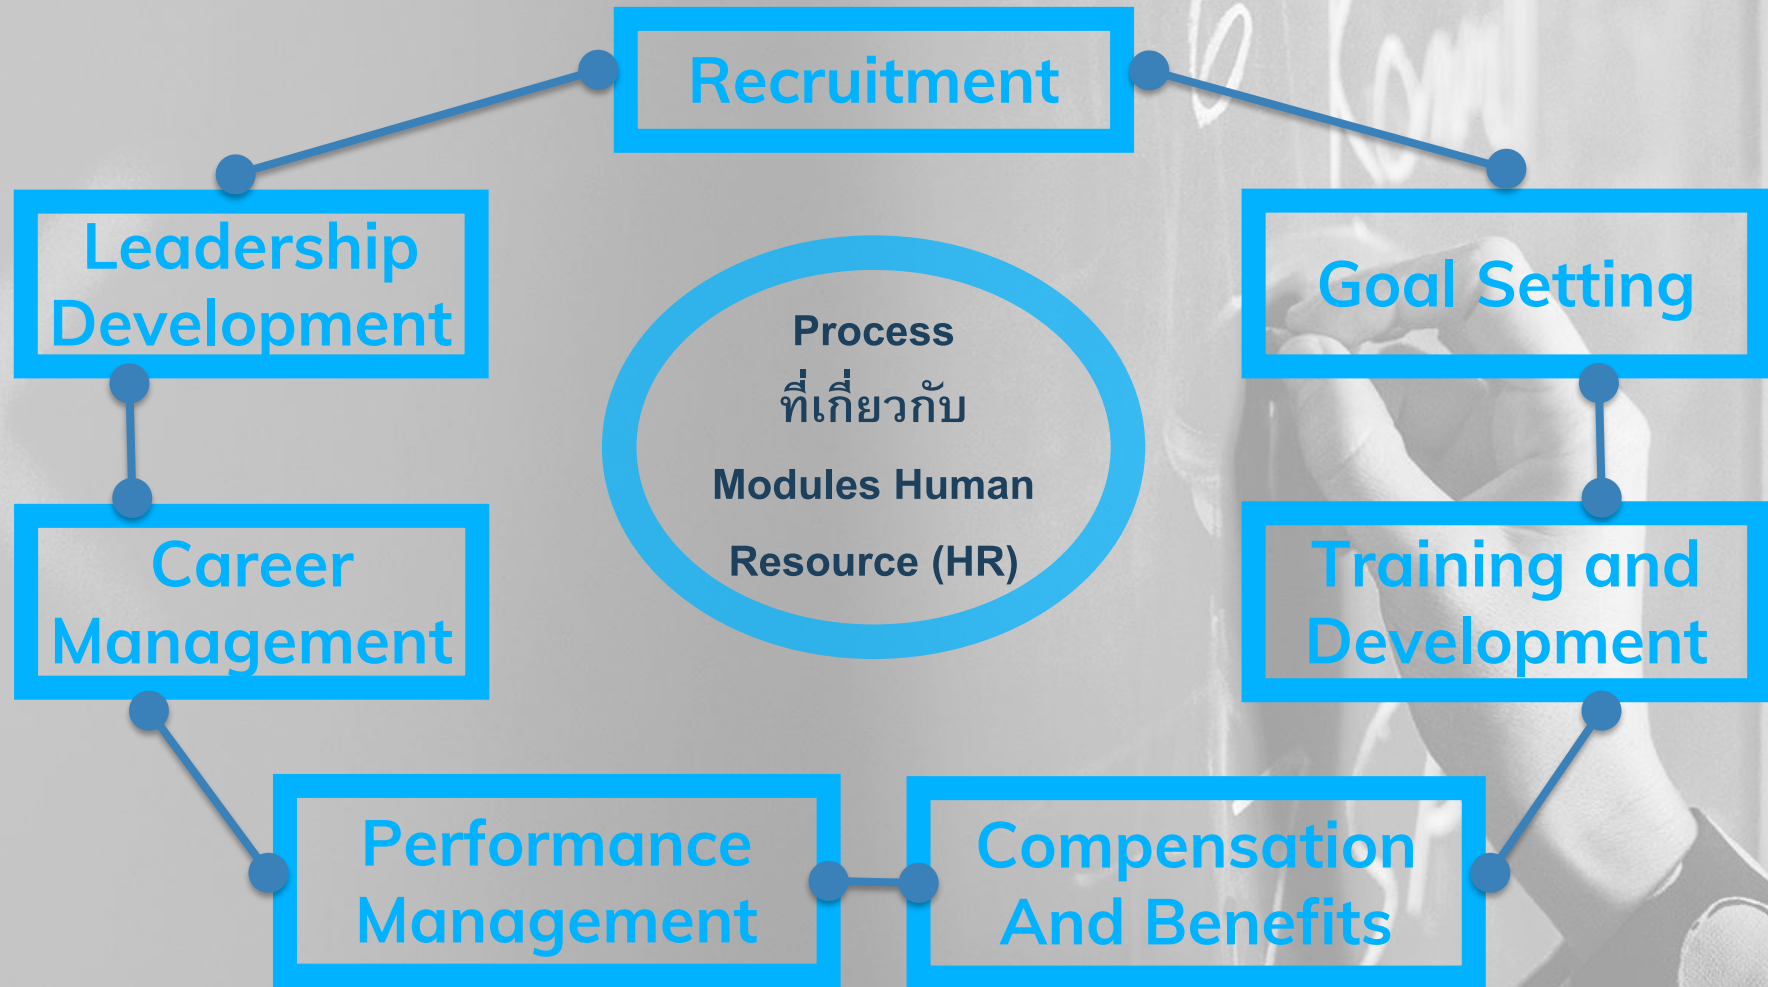 Recruitment
Leadership
Development
Goal Setting
Process
ที่เกี่ยวกับ
Modules Human
Resource (HR)
Career
Management
Training and
Development
Performance
Management
Compensation
And Benefits